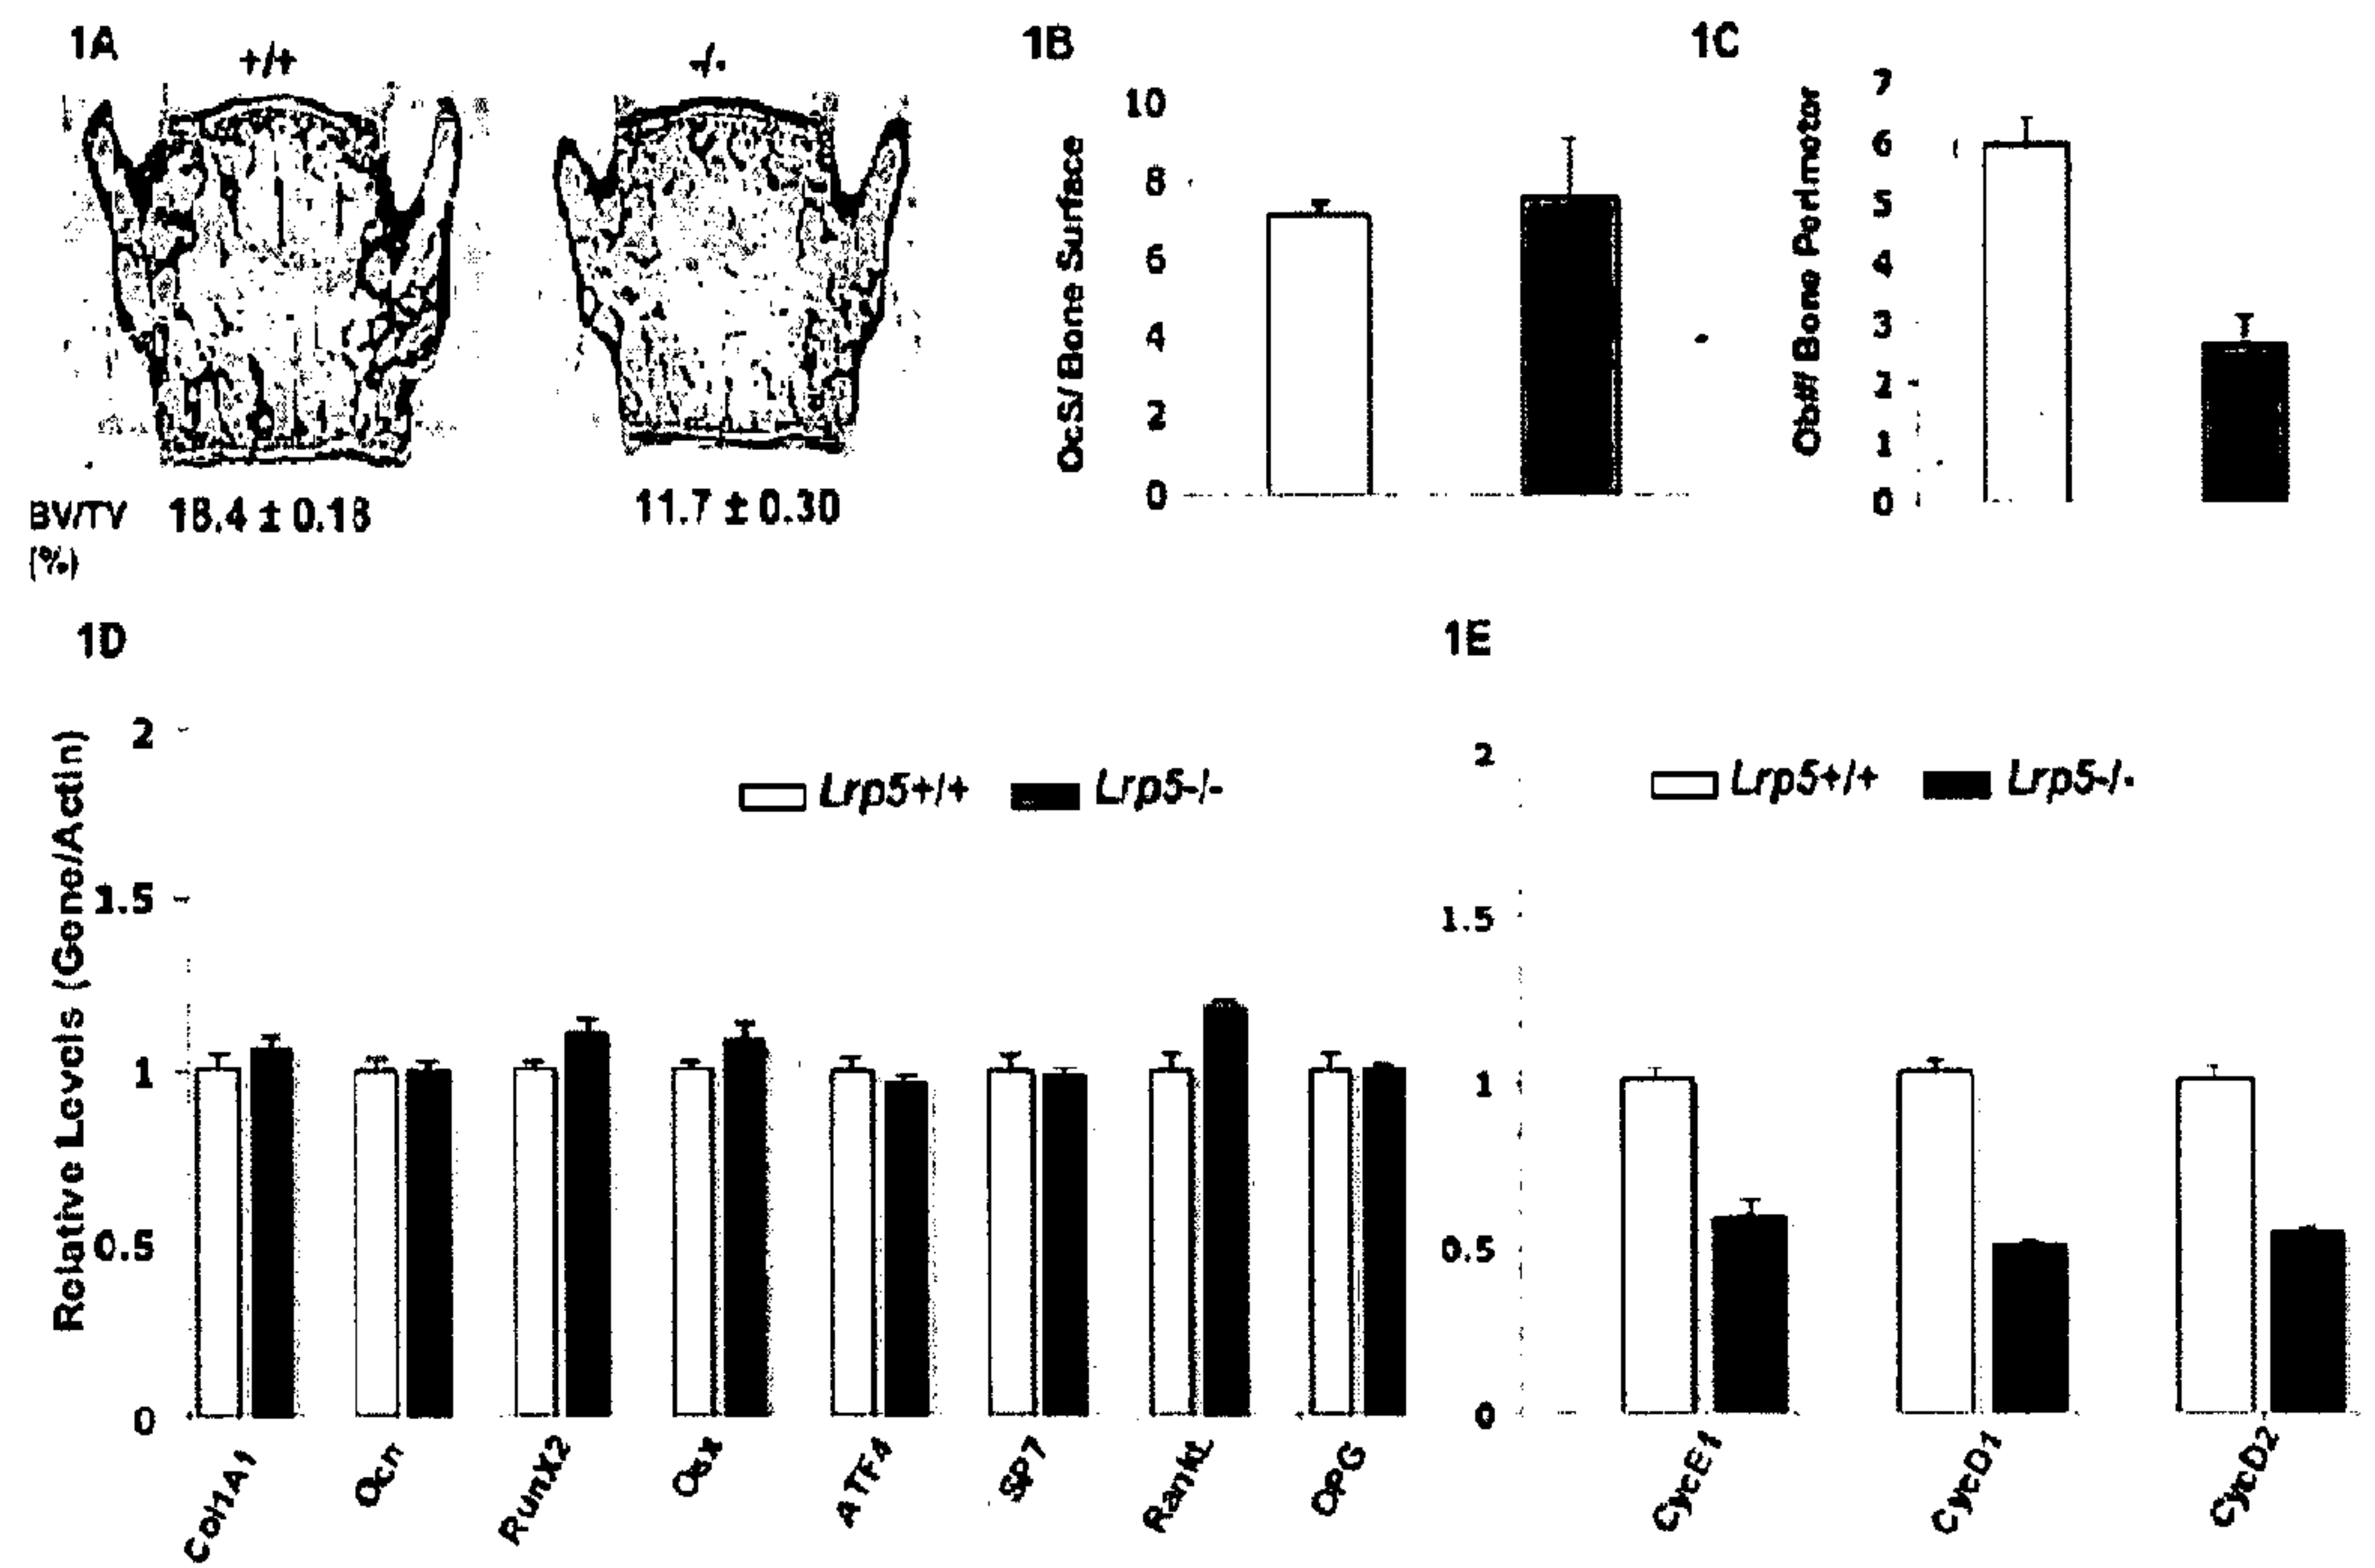 1A
+/+
-/-
BV/TV
(%)
18.4 ± 0.18
11.7 ± 0.30
1B
OcS/Bone Surface
10
8
6
4
2
0
1C
Ob#/ Bone Perimeter
7
6
5
4
3
2
1
0
1D
Relative Levels (Gene/Actin)
2
1.5
1
0.5
0
Lrp5+/+
Lrp5-/-
Col1A1
Ocn
RunX2
Osx
ATF4
SP7
RankL
OPG
1E
2
1.5
1
0.5
0
Lrp5+/+
Lrp5-/-
CycE1
CycD1
CycD2